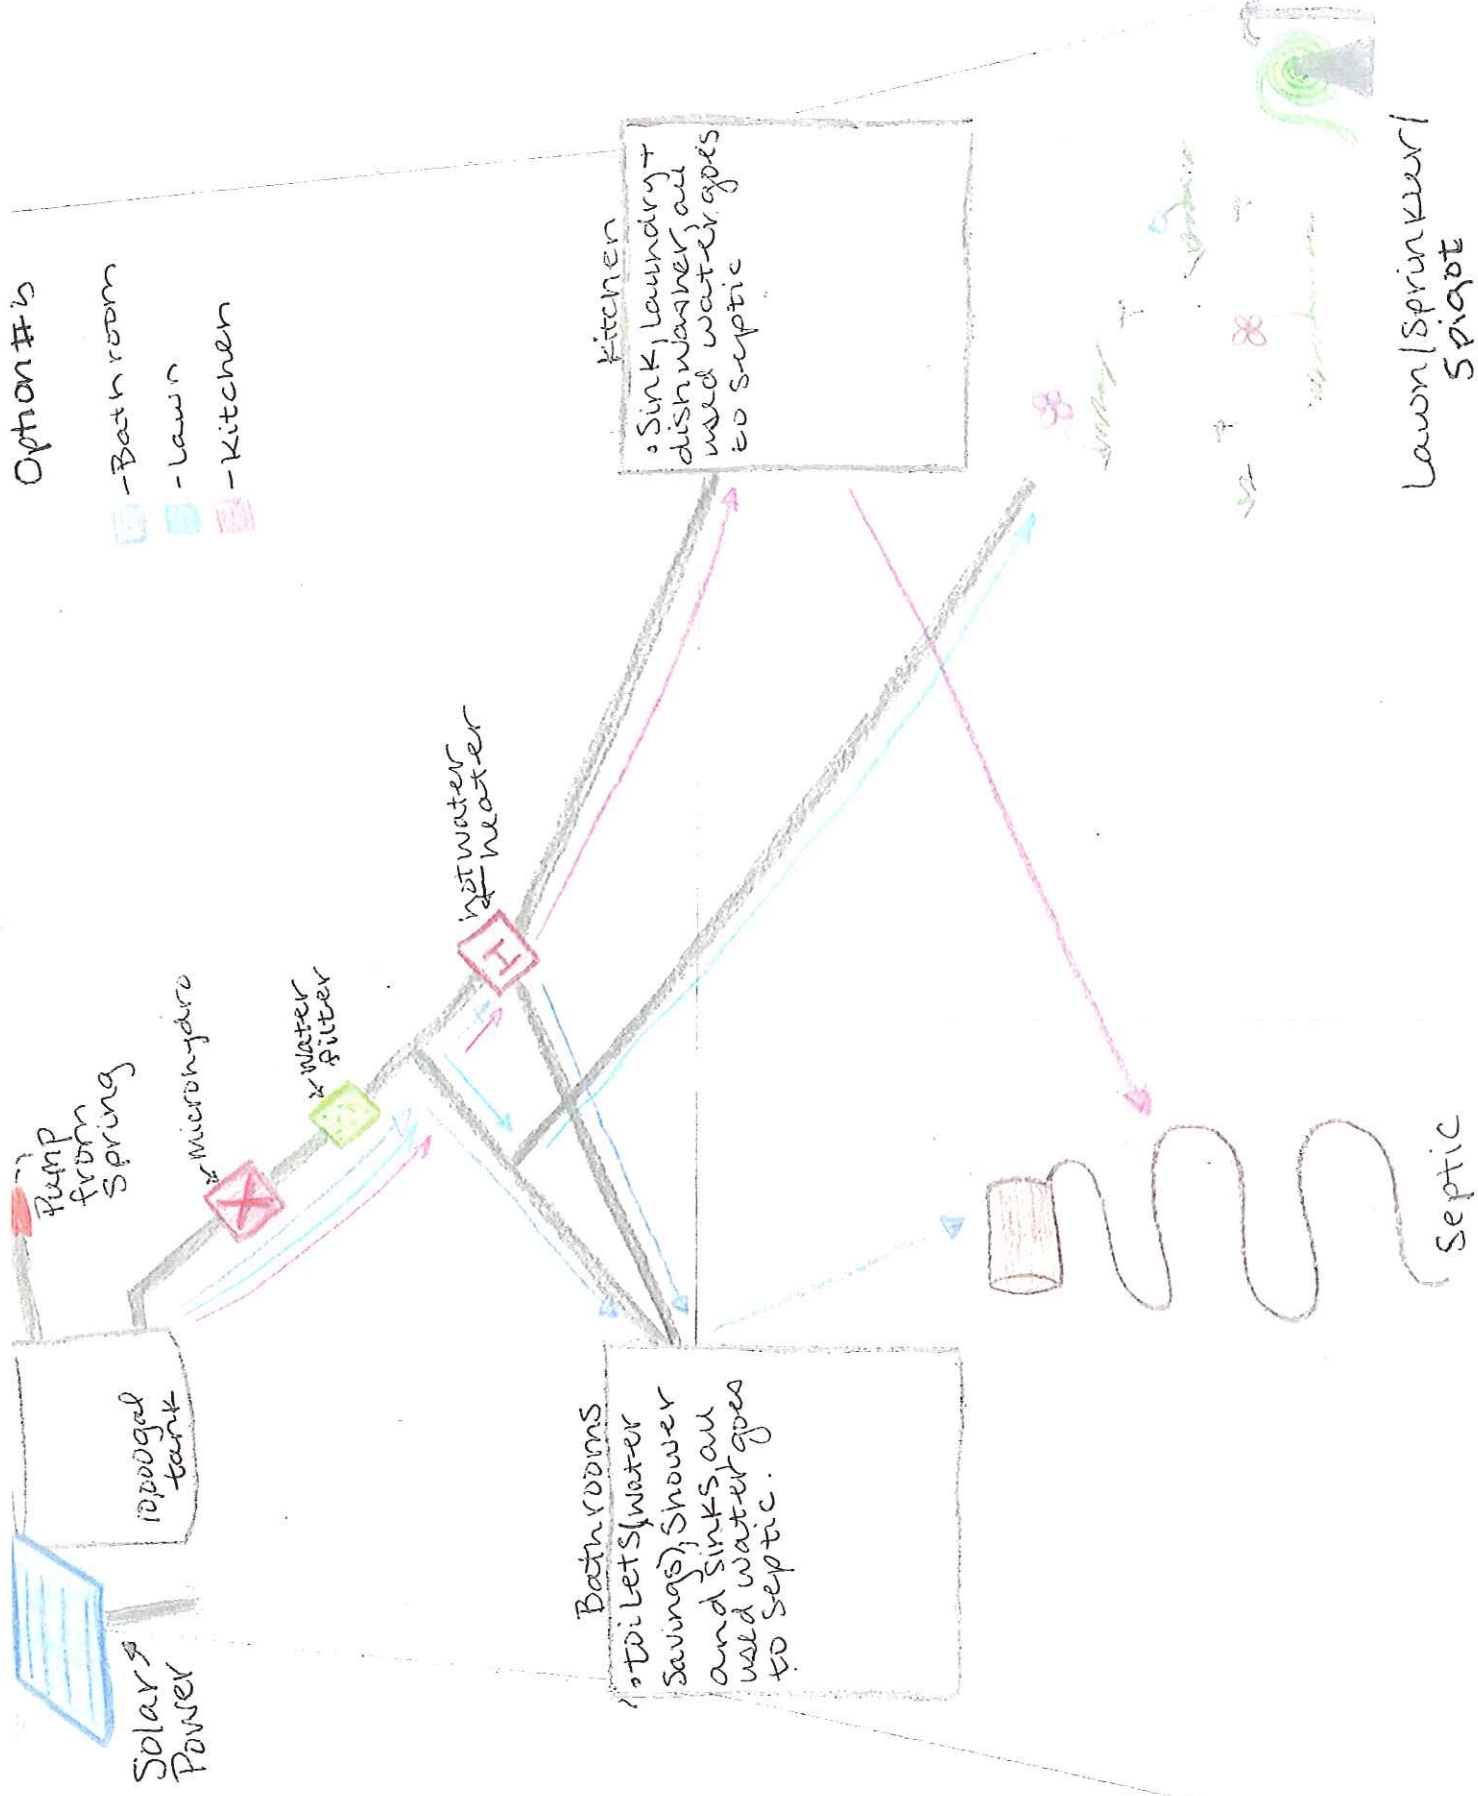 Option #3
-Bathroom
-Lawn
-Kitchen
Pump
from
Spring
Microhydro
Water
filter
hot water
heater
10,000gal
tank
Solar
Power
Kitchen
• Sink, Laundry +
dishwasher, all
used water goes
to septic
Bathrooms
• toilets(water
savings), shower
and sinks, all
used water goes
to septic.
X
H
Septic
Lawn/Sprinkler/
Spigot